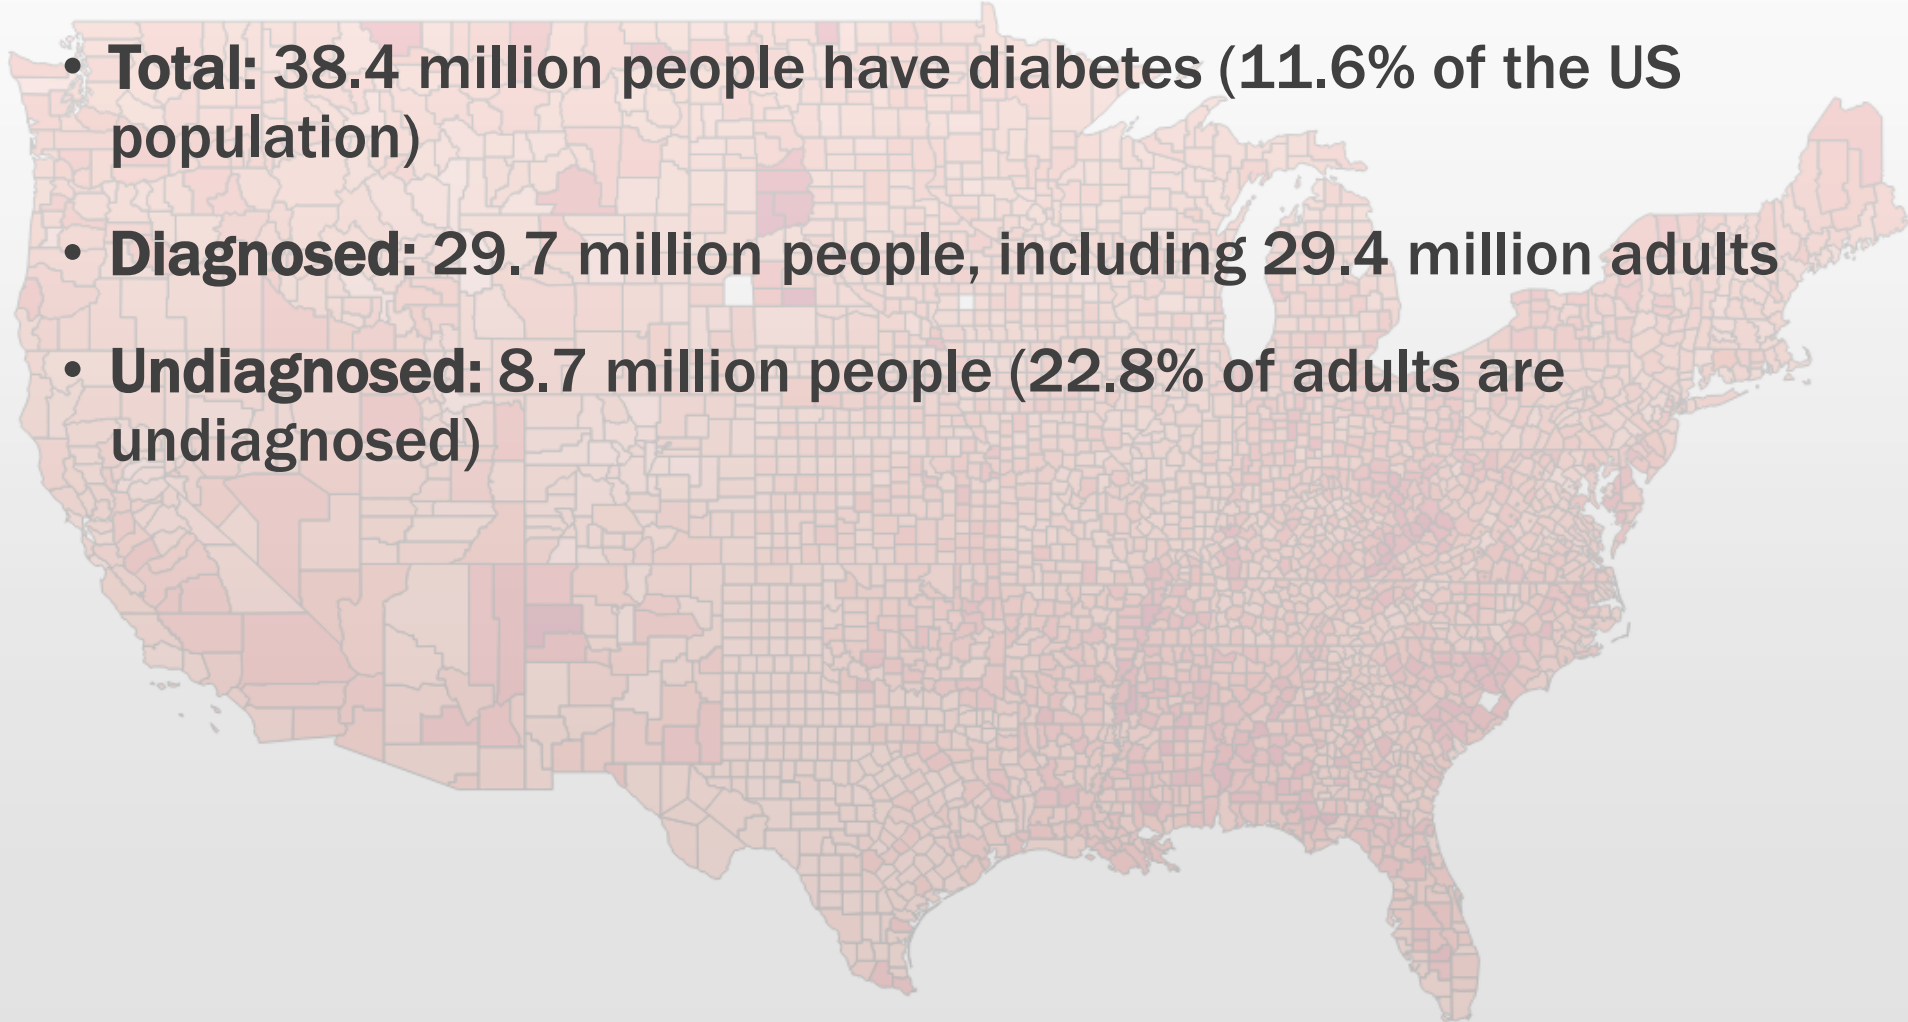 • Total: 38.4 million people have diabetes (11.6% of the US
population)
• Diagnosed: 29.7 million people, including 29.4 million adults
• Undiagnosed: 8.7 million people (22.8% of adults are
undiagnosed)